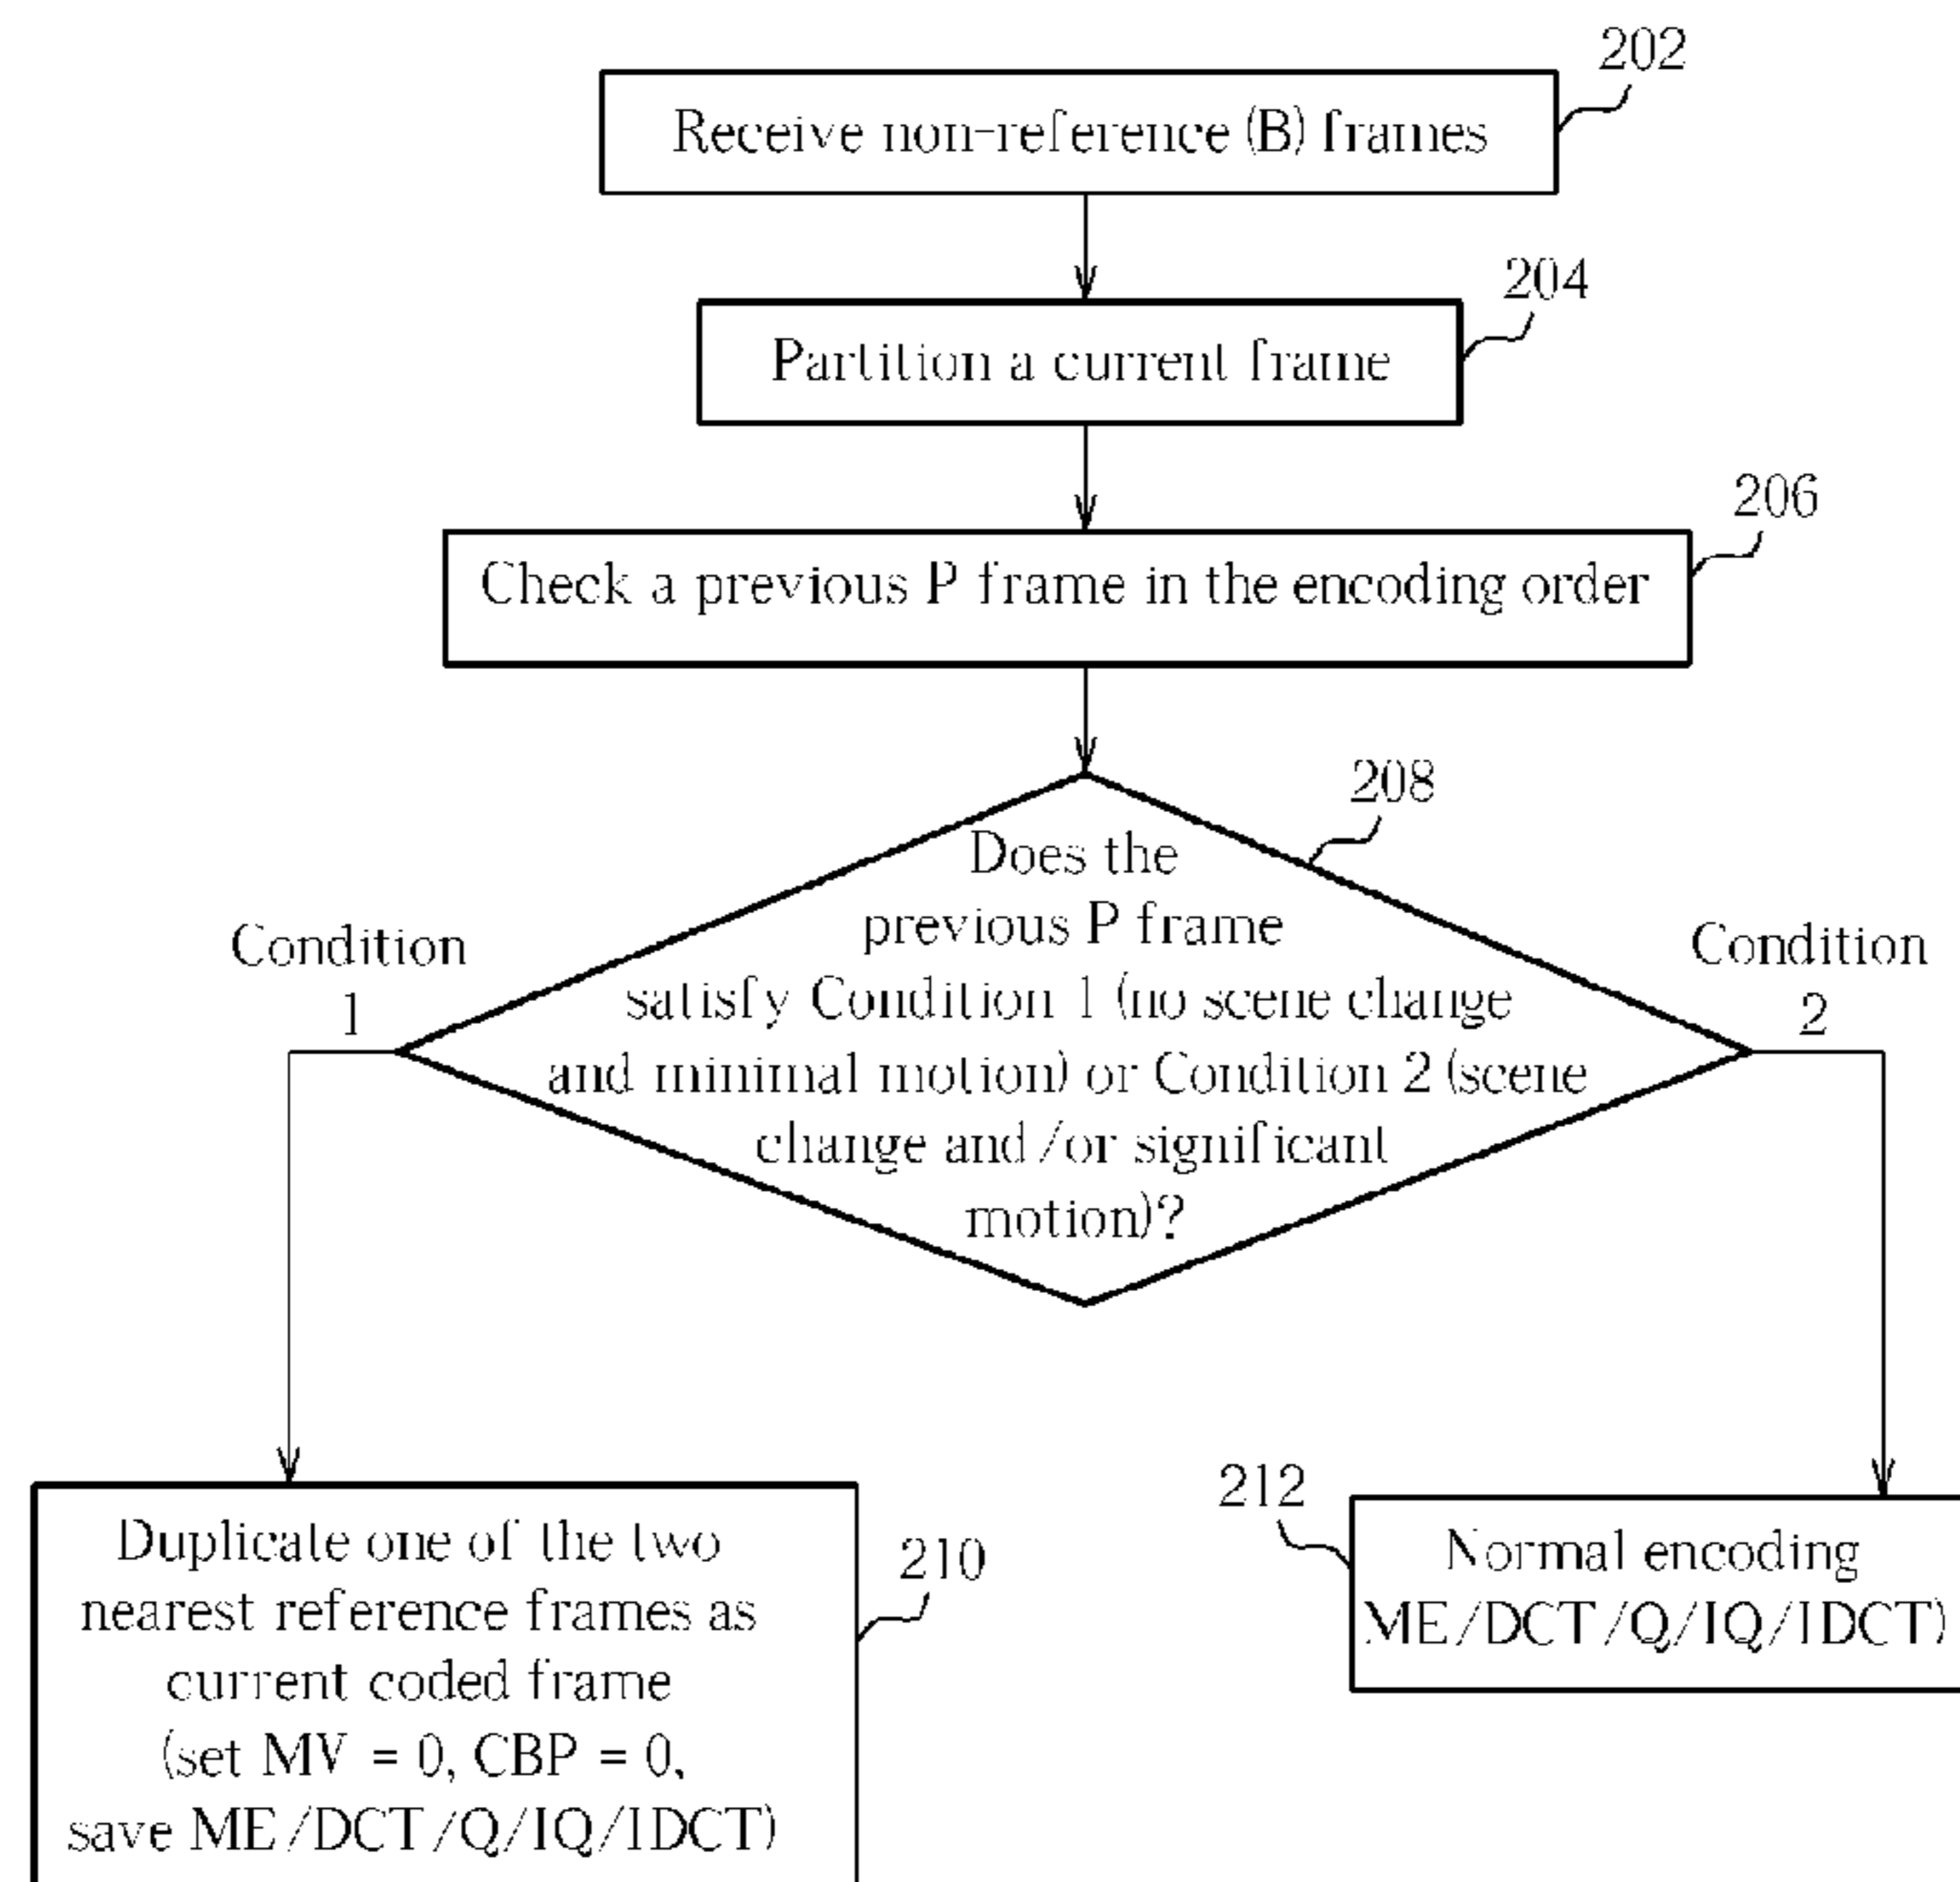 202
Receive non-reference (B) frames
204
Partition a current frame
206
Check a previous P frame in the encoding order
208
Does the
previous P frame
satisfy Condition 1 (no scene change
and minimal motion) or Condition 2 (scene
change and/or significant
motion)?
Condition
1
Condition
2
210
Duplicate one of the two
nearest reference frames as
current coded frame
(set MV = 0, CBP = 0,
save ME/DCT/Q/IQ/IDCT)
212
Normal encoding
ME/DCT/Q/IQ/IDCT)